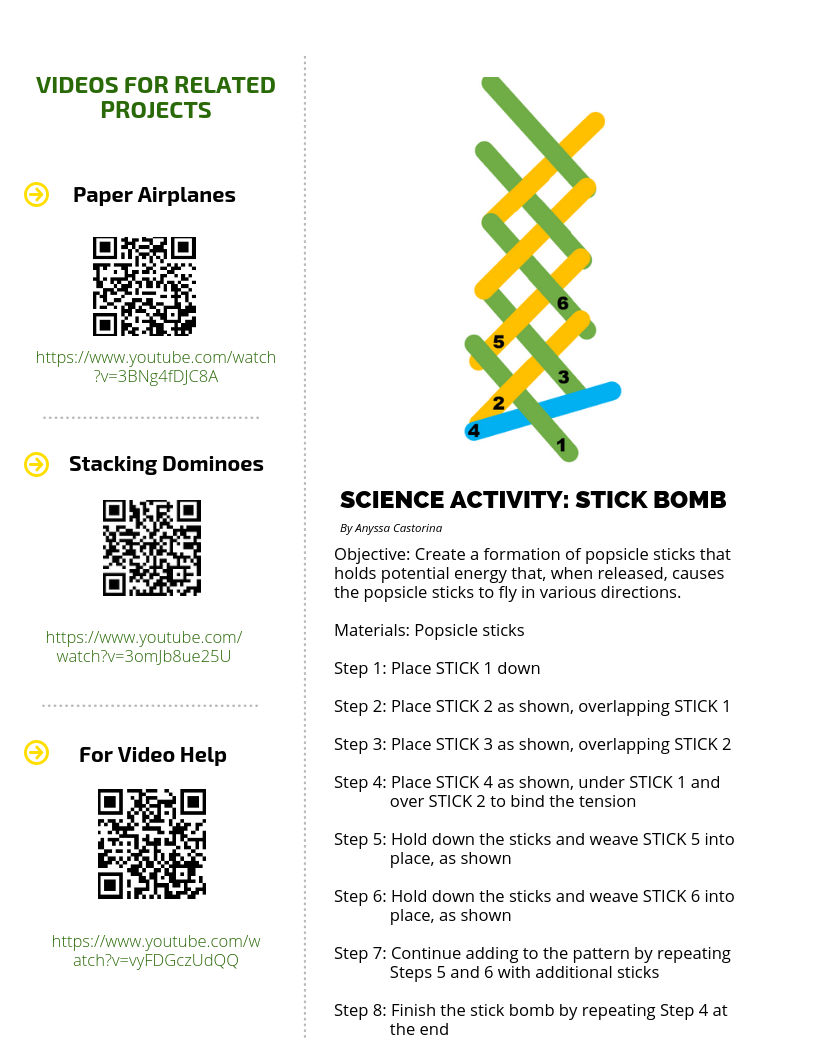 VIDEOS FOR RELATED
PROJECTS
Paper Airplanes
https://www.youtube.com/watch
?v=3BNg4fDJC8A
Stacking Dominoes
https://www.youtube.com/
watch?v=3omJb8ue25U
For Video Help
https://www.youtube.com/w
atch?v=vyFDGczUdQQ
6
5
3
2
4
1
SCIENCE ACTIVITY: STICK BOMB
By Anyssa Castorina
Objective: Create a formation of popsicle sticks that
holds potential energy that, when released, causes
the popsicle sticks to fly in various directions.
Materials: Popsicle sticks
Step 1: Place STICK 1 down
Step 2: Place STICK 2 as shown, overlapping STICK 1
Step 3: Place STICK 3 as shown, overlapping STICK 2
Step 4: Place STICK 4 as shown, under STICK 1 and
over STICK 2 to bind the tension
Step 5: Hold down the sticks and weave STICK 5 into
place, as shown
Step 6: Hold down the sticks and weave STICK 6 into
place, as shown
Step 7: Continue adding to the pattern by repeating
Steps 5 and 6 with additional sticks
Step 8: Finish the stick bomb by repeating Step 4 at
the end